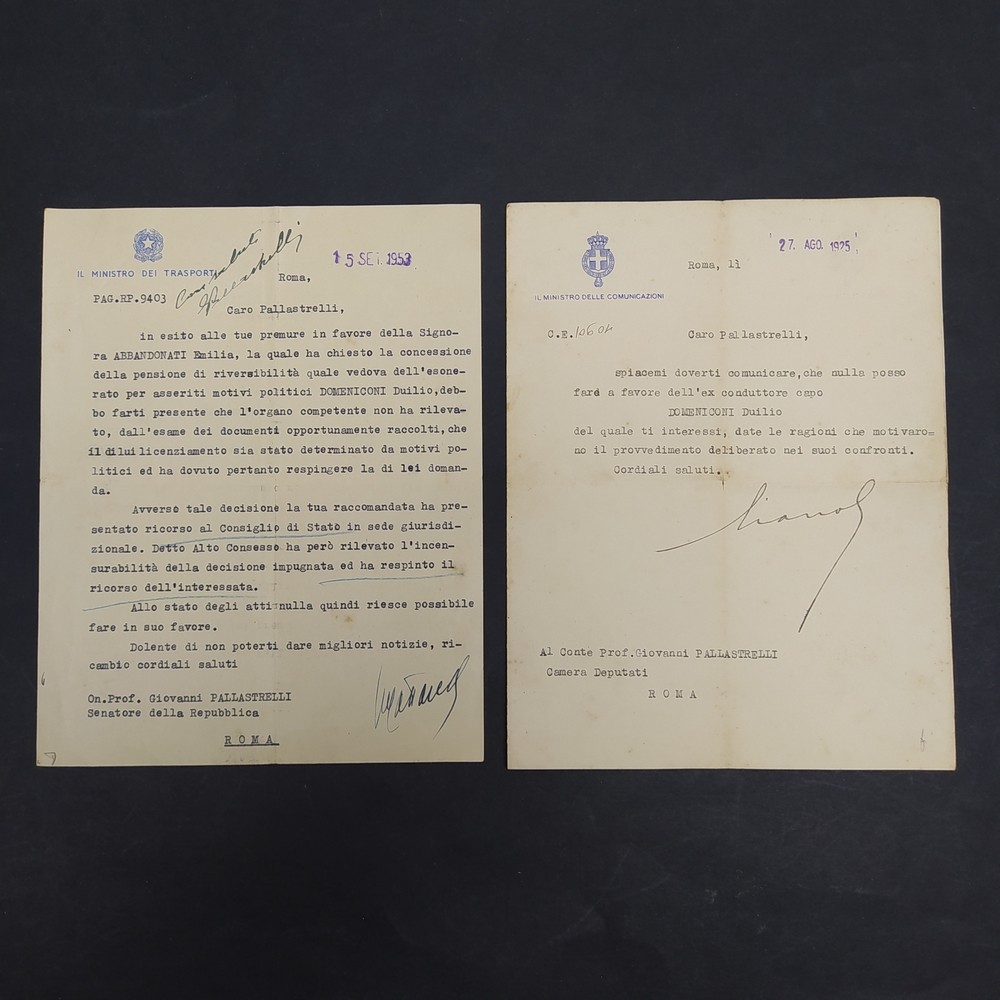 IL MINISTRO DEI TRASPORTI
15 SET. 1953
Roma,
PAG.RP.9403
Caro Pallastrelli,
in esito alle tue premure in favore della Signo-
ra ABBANDONATI Emilia, la quale ha chiesto la concessione
della pensione di riversibilità quale vedova dell'esone-
rato per asseriti motivi politici DOMENICONI Duilio,deb-
bo farti presente che l'organo competente non ha rileva-
to, dall'esame dei documenti opportunamente raccolti,che
il dilui licenziamento sia stato determinato da motivi po-
litici ed ha dovuto pertanto respingere la di lei doman-
da.
Avverso tale decisione la tua raccomandata ha pre-
sentato ricorso al Consiglio di Stato in sede giurisdi-
zionale. Detto Alto Consesso ha però rilevato l'incen-
surabilità della decisione impugnata ed ha respinto il
ricorso dell'interessata.
Allo stato degli atti nulla quindi riesce possibile
fare in suo favore.
Dolente di non poterti dare migliori notizie, ri-
cambio cordiali saluti
On.Prof. Giovanni PALLASTRELLI
Senatore della Repubblica
ROMA
27. AGO. 1925
Roma, lì
IL MINISTRO DELLE COMUNICAZIONI
C.E.
Caro Pallastrelli,
spiacemi doverti comunicare,che nulla posso
fare a favore dell'ex conduttore capo
DOMENICONI Duilio
del quale ti interessi, date le ragioni che motivaro=
no il provvedimento deliberato nei suoi confronti.
Cordiali saluti.
Al Conte Prof.Giovanni PALLASTRELLI
Camera Deputati
ROMA